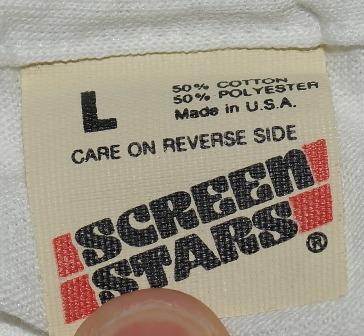 L
50% COTTON
50% POLYESTER
Made in U.S.A.
CARE ON REVERSE SIDE
SCREEN
STARS®